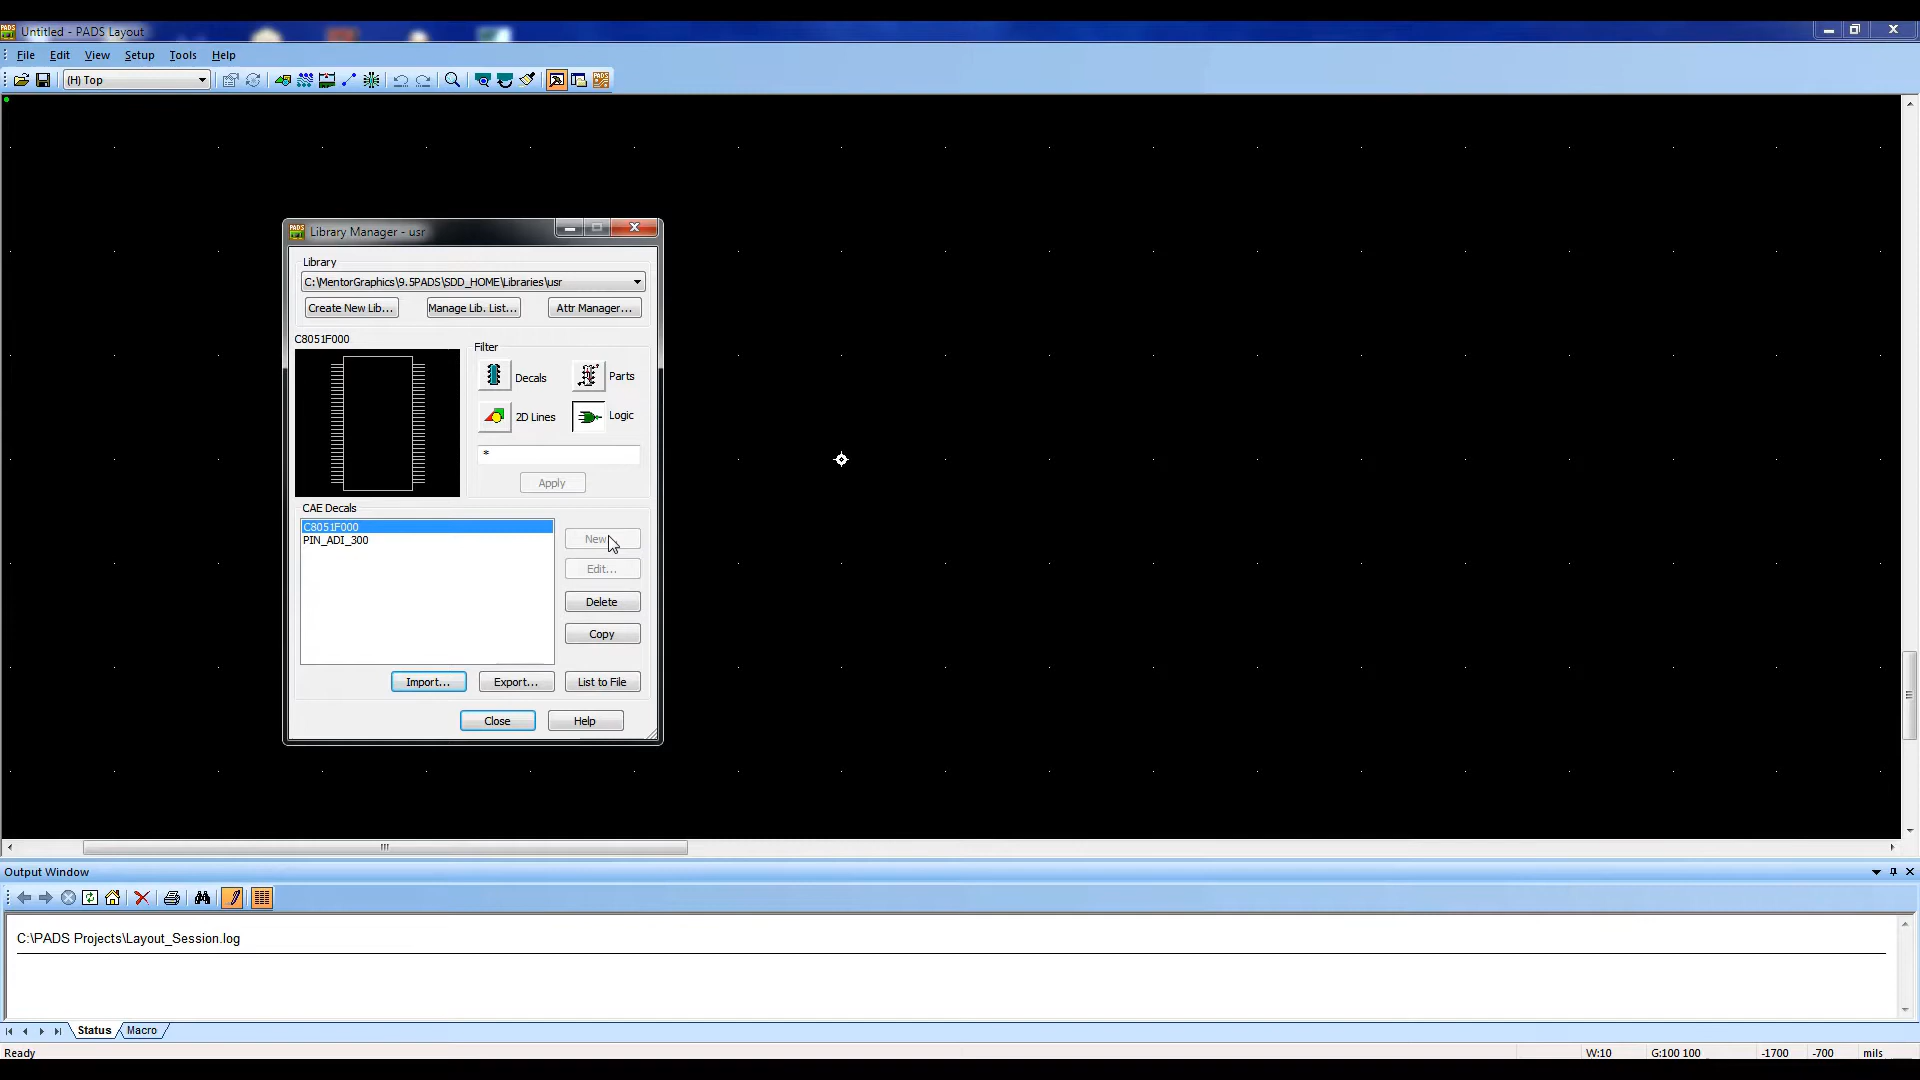 Untitled - PADS Layout
File Edit View Setup Tools Help
(H) Top
Library Manager - usr
Library
C:\MentorGraphics\9.5PADS\SDD_HOME\Libraries\usr
Create New Lib... Manage Lib. List... Attr Manager...
C8051F000
Filter
Decals Parts
2D Lines Logic
*
Apply
CAE Decals
C8051F000
PIN_ADI_300
New
Edit...
Delete
Copy
Import... Export... List to File
Close Help
Output Window
C:\PADS Projects\Layout_Session.log
Status Macro
Ready W:10 G:100 100 -1700 -700 mils